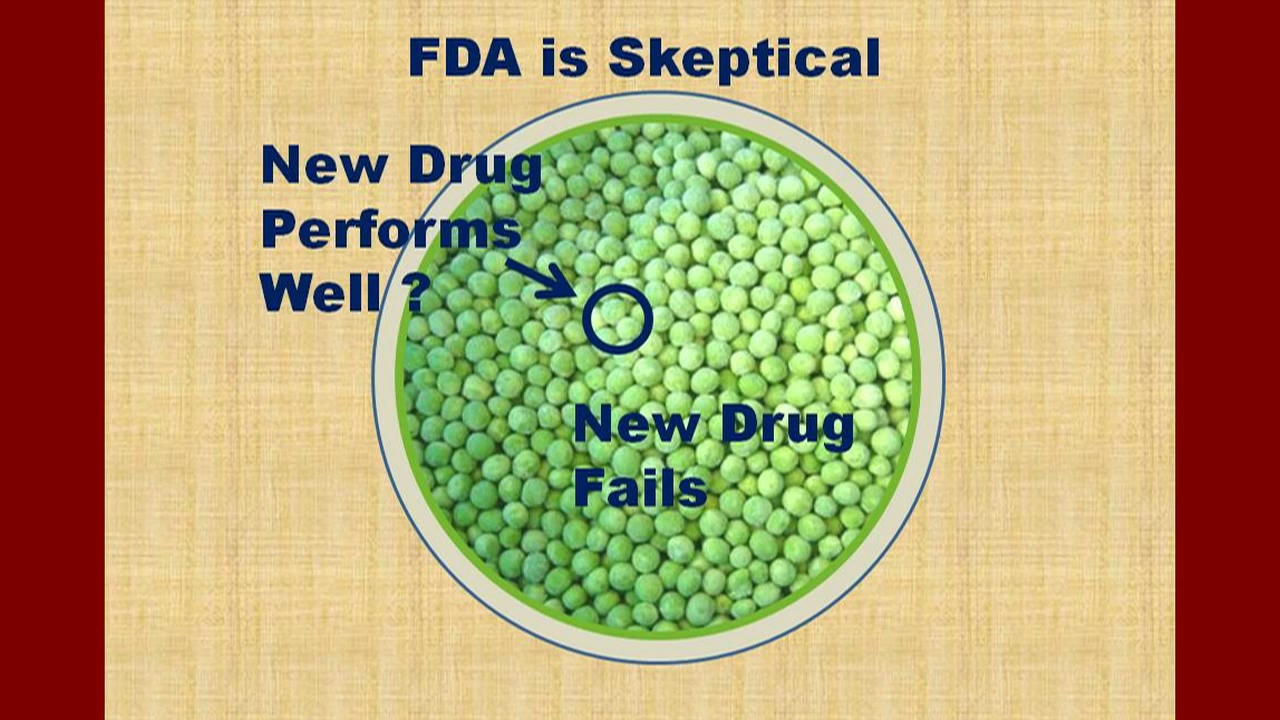 FDA is Skeptical
New Drug
Performs
Well ?
New Drug
Fails